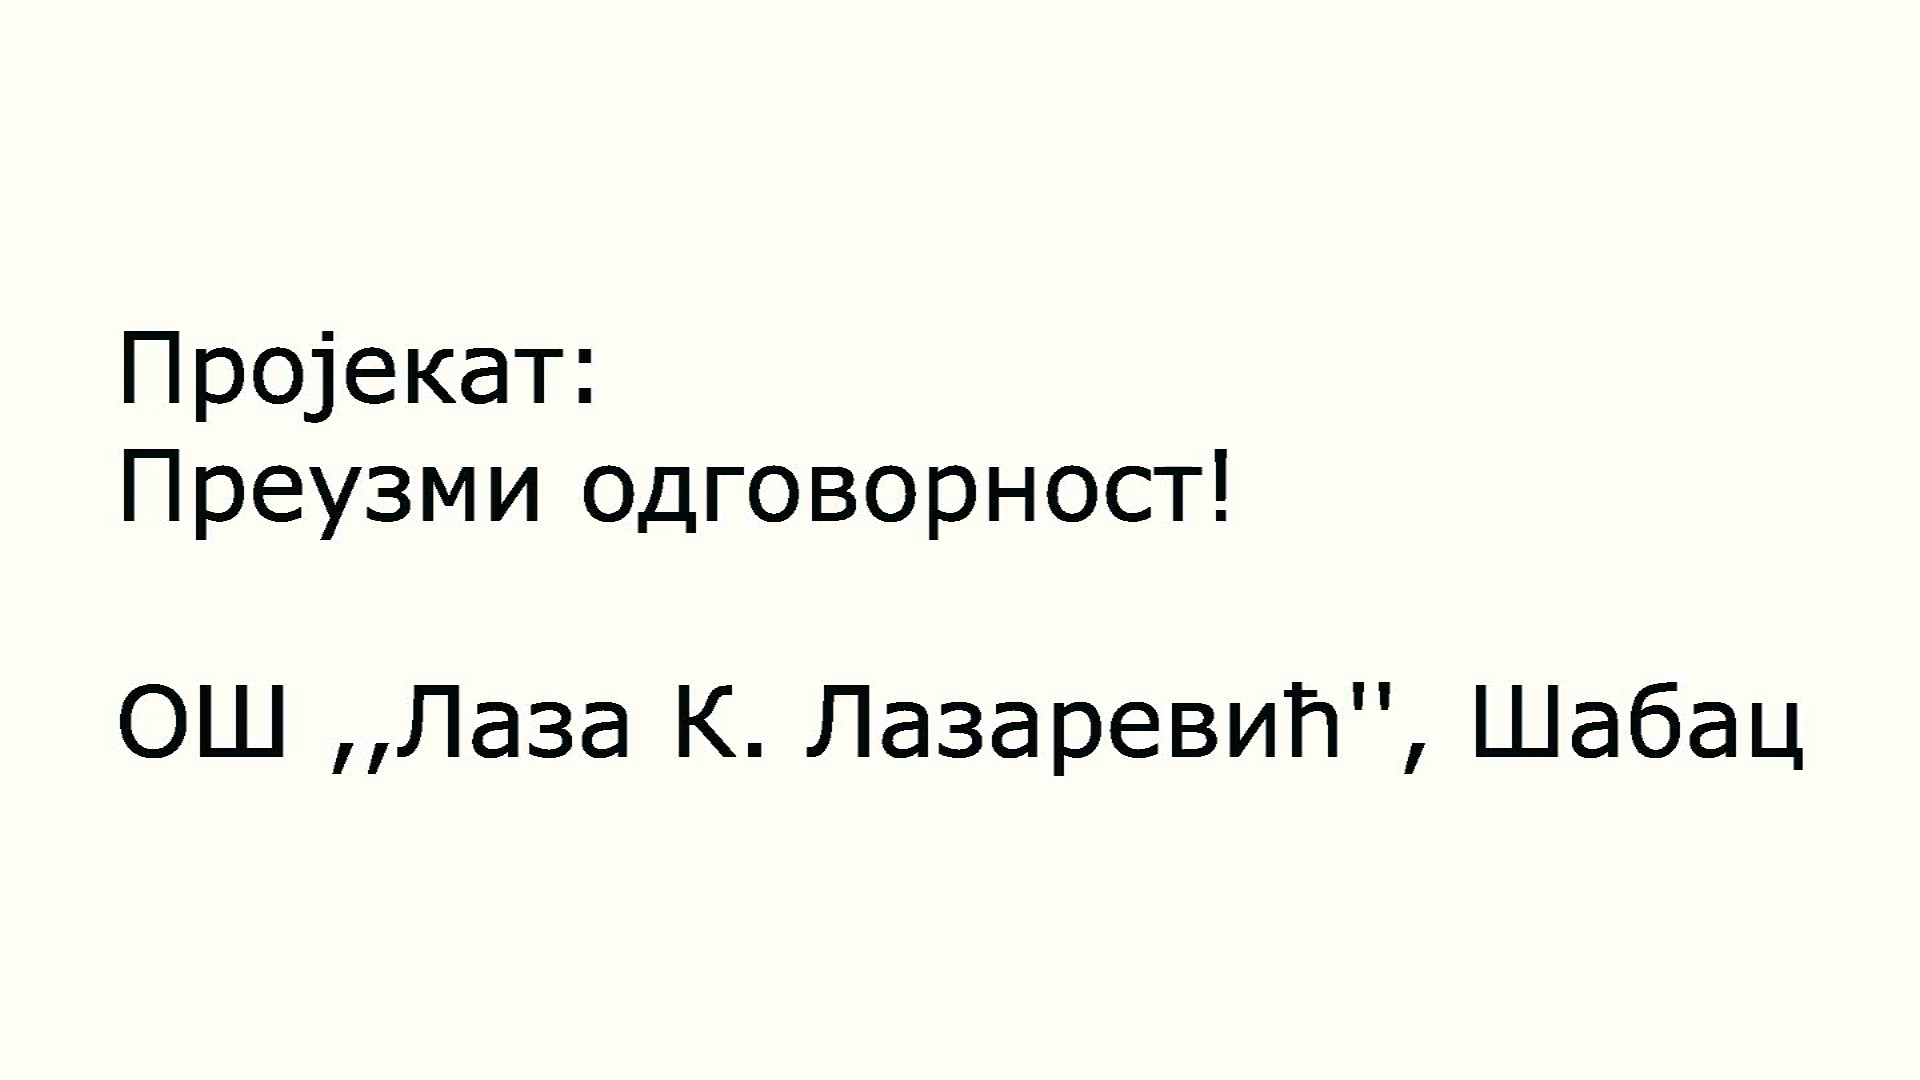 Пројекат:
Преузми одговорност!
ОШ ,,Лаза К. Лазаревић'', Шабац